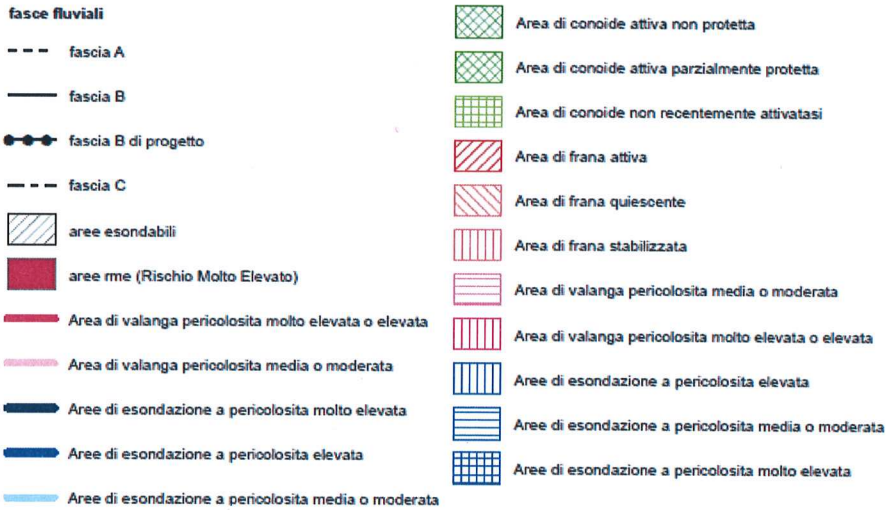 fasce fluviali
fascia A
fascia B
fascia B di progetto
fascia C
aree esondabili
aree rme (Rischio Molto Elevato)
Area di valanga pericolosita molto elevata o elevata
Area di valanga pericolosita media o moderata
Aree di esondazione a pericolosita molto elevata
Aree di esondazione a pericolosita elevata
Aree di esondazione a pericolosita media o moderata
Area di conoide attiva non protetta
Area di conoide attiva parzialmente protetta
Area di conoide non recentemente attivatasi
Area di frana attiva
Area di frana quiescente
Area di frana stabilizzata
Area di valanga pericolosita media o moderata
Area di valanga pericolosita molto elevata o elevata
Aree di esondazione a pericolosita elevata
Aree di esondazione a pericolosita media o moderata
Aree di esondazione a pericolosita molto elevata